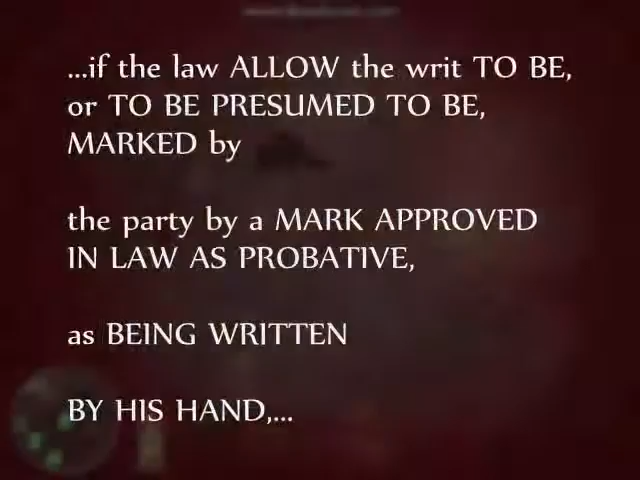 ...if the law ALLOW the writ TO BE,
or TO BE PRESUMED TO BE,
MARKED by
the party by a MARK APPROVED
IN LAW AS PROBATIVE,
as BEING WRITTEN
BY HIS HAND,...